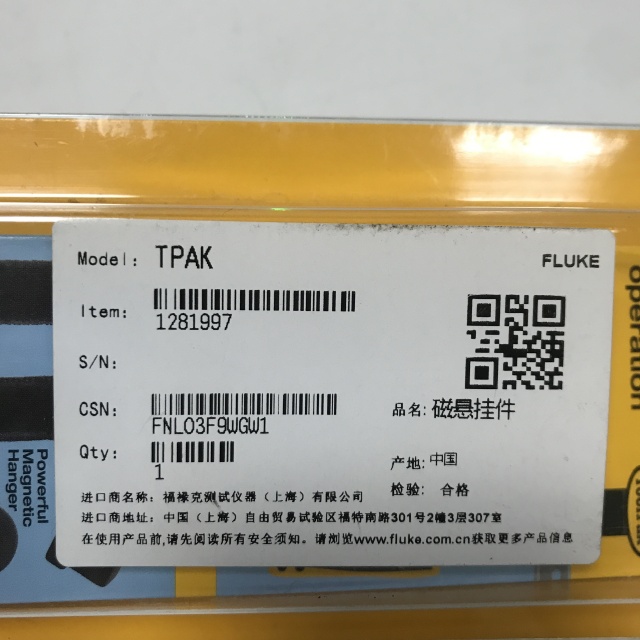 Model: TPAK
FLUKE
Item:
1281997
S/N:
CSN:
FNL03F9WGW1
品名: 磁悬挂件
Qty:
1
产地: 中国
检验: 合格
进口商名称: 福禄克测试仪器（上海）有限公司
进口商地址: 中国（上海）自由贸易试验区福特南路301号2幢3层307室
在使用产品前,请先阅读所有安全须知。请浏览www.fluke.com.cn获取更多产品信息
operation
Powerful
Magnetic
Hanger